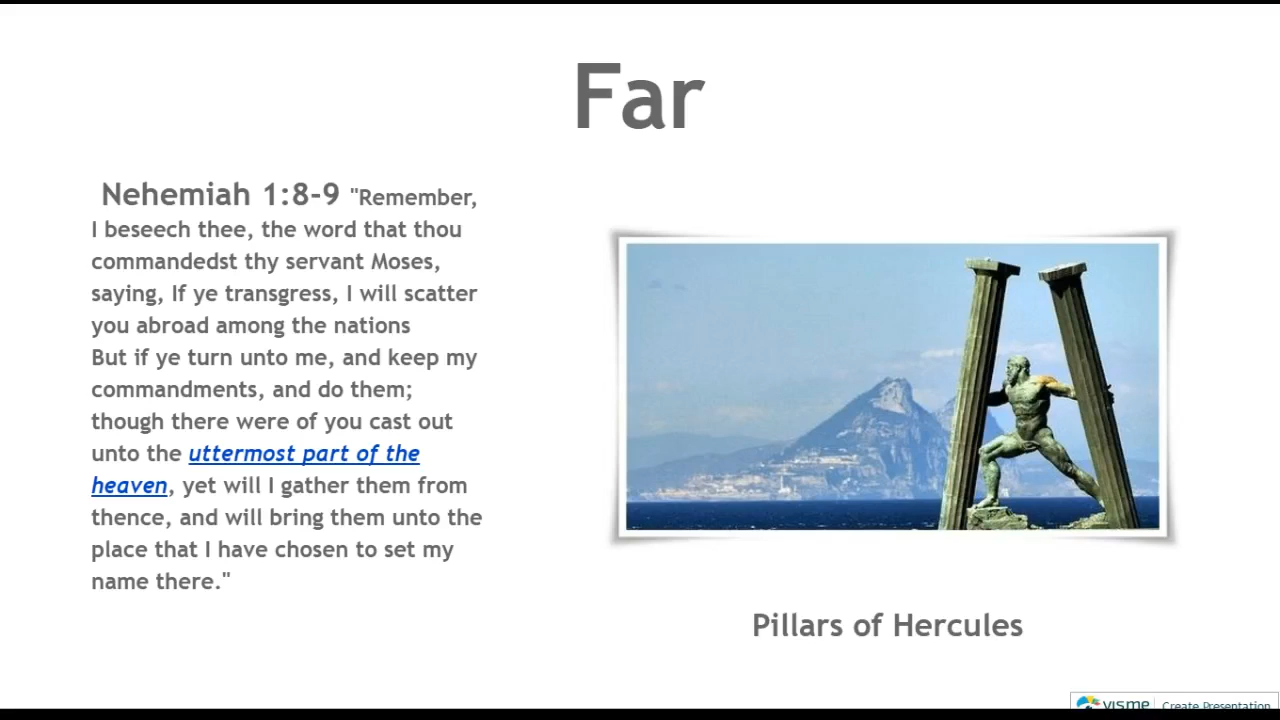 Far
Nehemiah 1:8-9 "Remember,
I beseech thee, the word that thou
commandedst thy servant Moses,
saying, If ye transgress, I will scatter
you abroad among the nations
But if ye turn unto me, and keep my
commandments, and do them;
though there were of you cast out
unto the uttermost part of the
heaven, yet will I gather them from
thence, and will bring them unto the
place that I have chosen to set my
name there."
Pillars of Hercules
visme Create Presentation